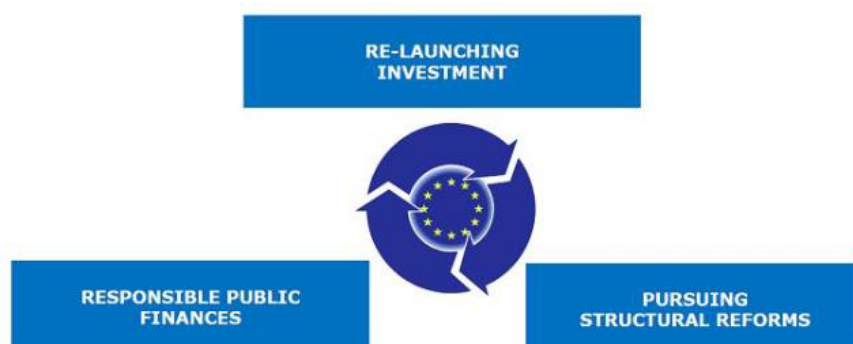 RE-LAUNCHING
INVESTMENT
RESPONSIBLE PUBLIC
FINANCES
PURSUING
STRUCTURAL REFORMS